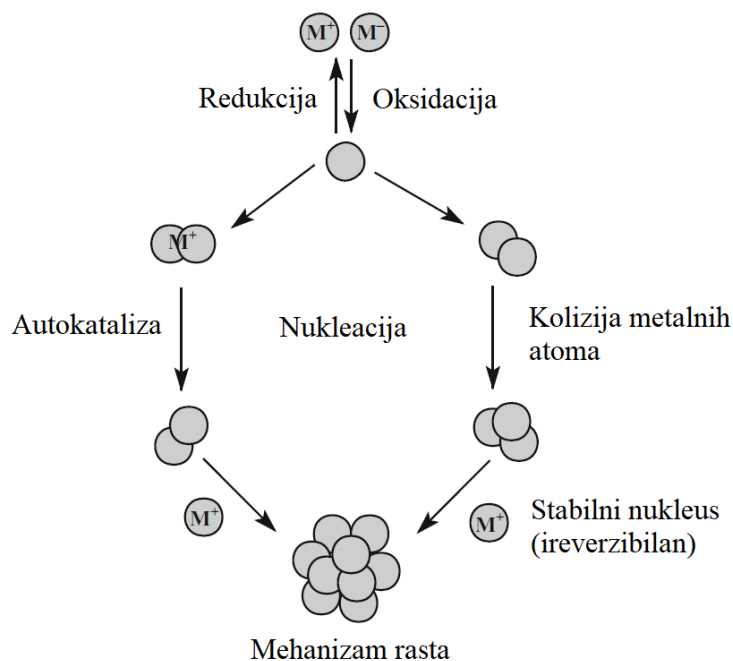 M⁺ M⁻
Redukcija Oksidacija
M⁺
Autokataliza
Nukleacija
Kolizija metalnih
atoma
M⁺
M⁺
Stabilni nukleus
(ireverzibilan)
Mehanizam rasta